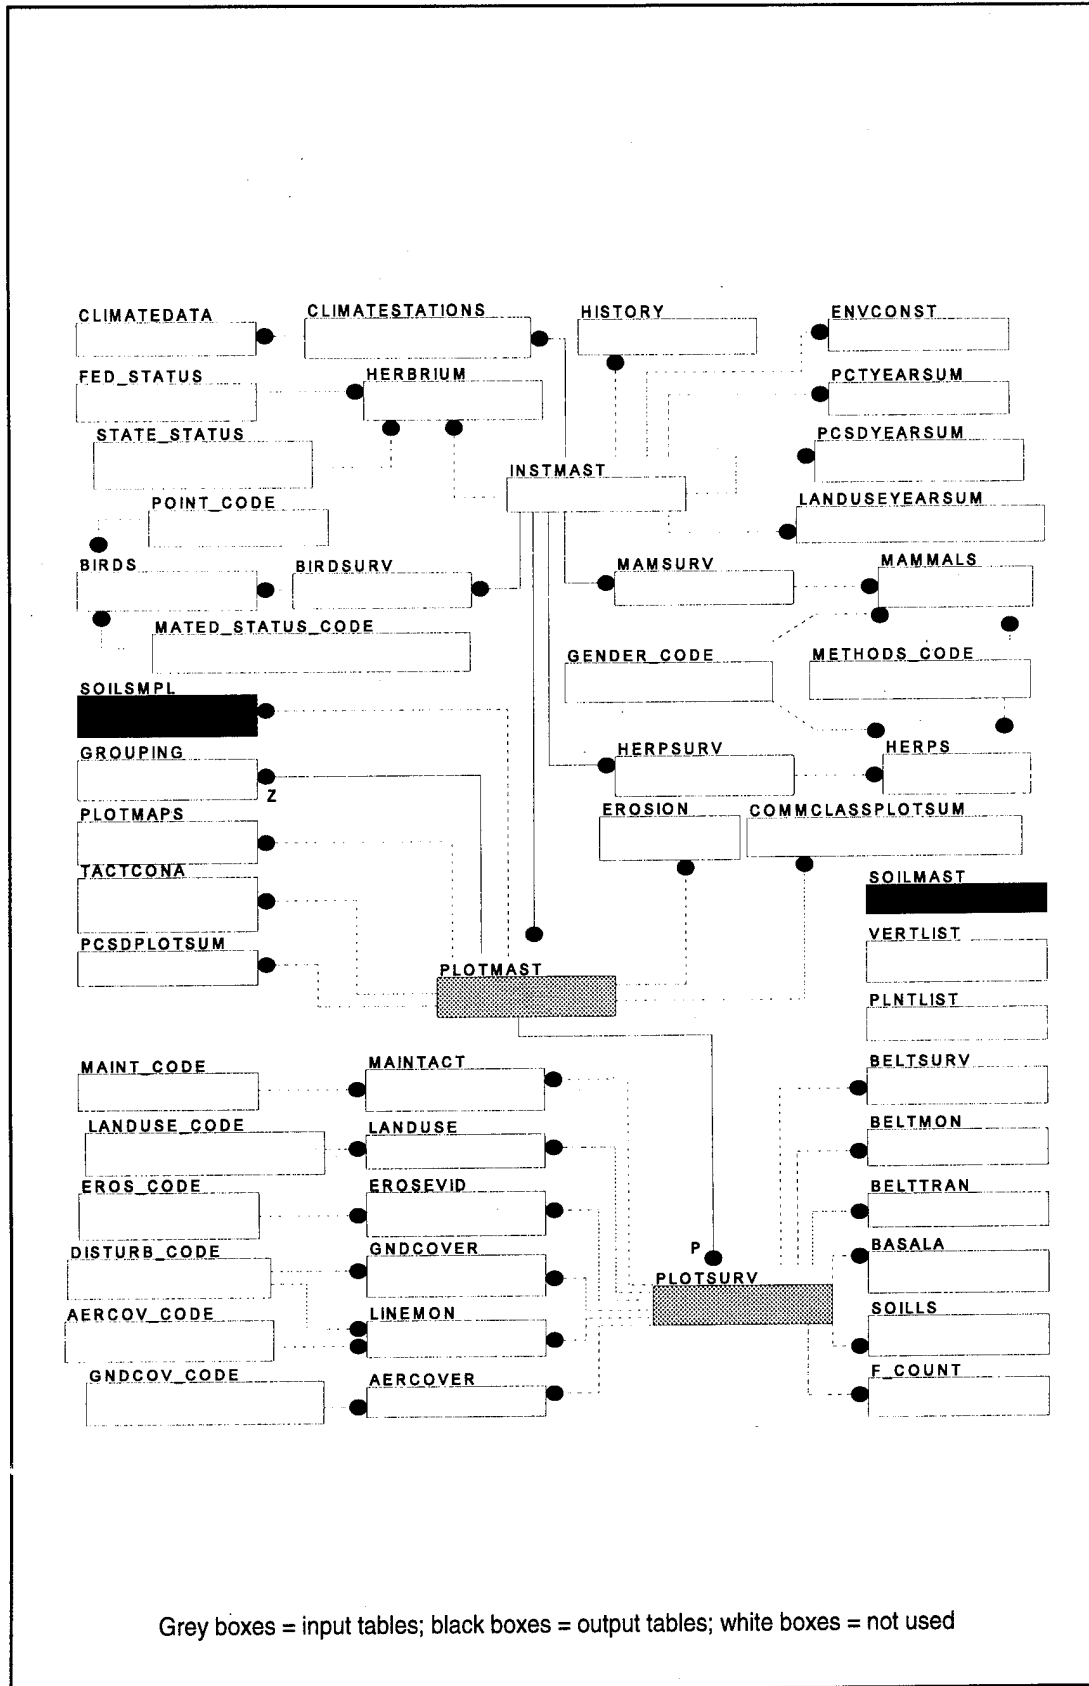 CLIMATEDATA
CLIMATESTATIONS
HISTORY
ENVCONST
FED_STATUS
HERBRIUM
PCTYEARSUM
STATE_STATUS
PCSDYEARSUM
INSTMAST
POINT_CODE
LANDUSEYEARSUM
BIRDS
BIRDSURV
MAMSURV
MAMMALS
MATED_STATUS_CODE
GENDER_CODE
METHODS_CODE
SOILSMPL
GROUPING
HERPSURV
HERPS
Z
PLOTMAPS
EROSION
COMMCLASSPLOTSUM
TACTCONA
SOILMAST
PCSDPLOTSUM
VERTLIST
PLOTMAST
PLNTLIST
MAINT_CODE
MAINTACT
BELTSURV
LANDUSE_CODE
LANDUSE
BELTMON
EROS_CODE
EROSEVID
BELTTRAN
DISTURB_CODE
GNDCOVER
P
BASALA
PLOTSURV
AERCOV_CODE
LINEMON
SOILLS
GNDCOV_CODE
AERCOVER
F_COUNT
Grey boxes = input tables; black boxes = output tables; white boxes = not used